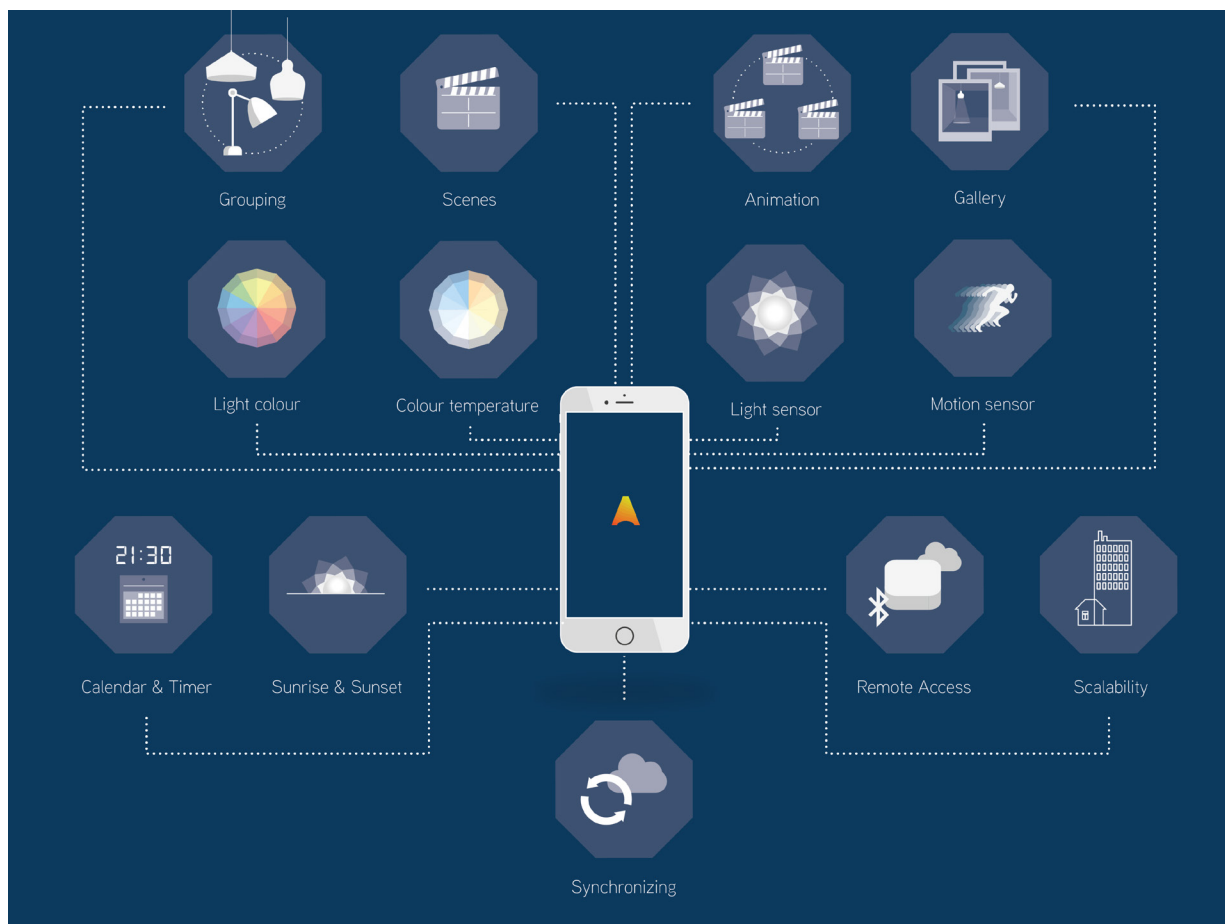 Grouping
Scenes
Animation
Gallery
Light colour
Colour temperature
Light sensor
Motion sensor
21:30
Calendar & Timer
Sunrise & Sunset
Remote Access
Scalability
Synchronizing